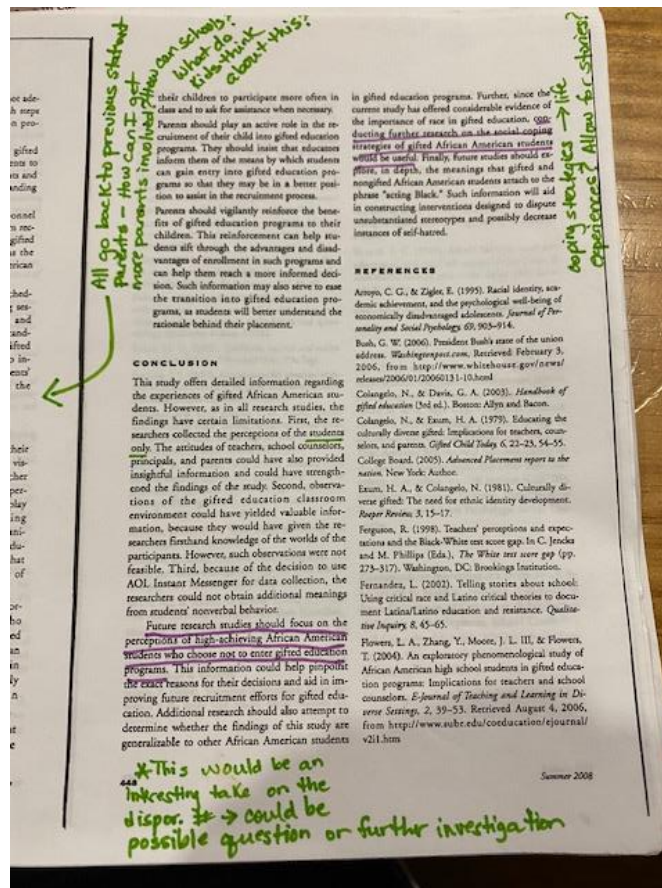 How can schools?
What do
kids think
about this?
All go back to previous statement
parents - How can I get
more parents involved?
their children to participate more often in
class and to ask for assistance when necessary.
Parents should play an active role in the re-
cruitment of their child into gifted education
programs. They should insist that educators
inform them of the means by which students
can gain entry into gifted education pro-
grams so that they may be in a better posi-
tion to assist in the recruitment process.
Parents should vigilantly reinforce the bene-
fits of gifted education programs to their
children. This reinforcement can help stu-
dents sift through the advantages and disad-
vantages of enrollment in such programs and
can help them reach a more informed deci-
sion. Such information may also serve to ease
the transition into gifted education pro-
grams, as students will better understand the
rationale behind their placement.
CONCLUSION
This study offers detailed information regarding
the experiences of gifted African American stu-
dents. However, as in all research studies, the
findings have certain limitations. First, the re-
searchers collected the perceptions of the students
only. The attitudes of teachers, school counselors,
principals, and parents could have also provided
insightful information and could have strength-
ened the findings of the study. Second, observa-
tions of the gifted education classroom
environment could have yielded valuable infor-
mation, because they would have given the re-
searchers firsthand knowledge of the worlds of the
participants. However, such observations were not
feasible. Third, because of the decision to use
AOL Instant Messenger for data collection, the
researchers could not obtain additional meanings
from students' nonverbal behavior.
Future research studies should focus on the
perceptions of high-achieving African American
students who choose not to enter gifted education
programs. This information could help pinpoint
the exact reasons for their decisions and aid in im-
proving future recruitment efforts for gifted edu-
cation. Additional research should also attempt to
determine whether the findings of this study are
generalizable to other African American students
in gifted education programs. Further, since the
current study has offered considerable evidence of
the importance of race in gifted education, con-
ducting further research on the social coping
strategies of gifted African American students
would be useful. Finally, future studies should ex-
plore, in depth, the meanings that gifted and
nongifted African American students attach to the
phrase "acting Black." Such information will aid
in constructing interventions designed to dispute
unsubstantiated stereotypes and possibly decrease
instances of self-hatred.
coping strategies → life
experiences? Allow for stories?
REFERENCES
Arroyo, C. G., & Zigler, E. (1995). Racial identity, aca-
demic achievement, and the psychological well-being of
economically disadvantaged adolescents. Journal of Per-
sonality and Social Psychology, 69, 903–914.
Bush, G. W. (2006). President Bush's state of the union
address. Washingtonpost.com, Retrieved February 3,
2006, from http://www.whitehouse.gov/news/
releases/2006/01/20060131-10.html
Colangelo, N., & Davis, G. A. (2003). Handbook of
gifted education (3rd ed.). Boston: Allyn and Bacon.
Colangelo, N., & Exum, H. A. (1979). Educating the
culturally diverse gifted: Implications for teachers, coun-
selors, and parents. Gifted Child Today, 6, 22–23, 54–55.
College Board. (2005). Advanced Placement report to the
nation. New York: Author.
Exum, H. A., & Colangelo, N. (1981). Culturally di-
verse gifted: The need for ethnic identity development.
Roeper Review, 3, 15–17.
Ferguson, R. (1998). Teachers' perceptions and expec-
tations and the Black-White test score gap. In C. Jencks
and M. Phillips (Eds.), The White test score gap (pp.
273–317). Washington, DC: Brookings Institution.
Fernandez, L. (2002). Telling stories about school:
Using critical race and Latino critical theories to docu-
ment Latina/Latino education and resistance. Qualita-
tive Inquiry, 8, 45–65.
Flowers, L. A., Zhang, Y., Moore, J. L. III, & Flowers,
T. (2004). An exploratory phenomenological study of
African American high school students in gifted educa-
tion programs: Implications for teachers and school
counselors. E-Journal of Teaching and Learning in Di-
verse Settings, 2, 39–53. Retrieved August 4, 2006,
from http://www.subr.edu/coeducation/ejournal/
v2i1.htm
*This would be an
interesting take on the
dispor. # → could be
possible question or further investigation
448
Summer 2008